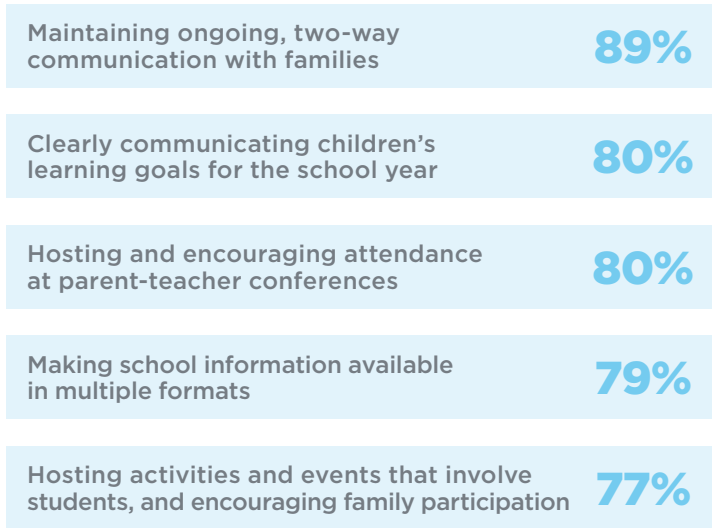 Maintaining ongoing, two-way
communication with families
89%
Clearly communicating children’s
learning goals for the school year
80%
Hosting and encouraging attendance
at parent-teacher conferences
80%
Making school information available
in multiple formats
79%
Hosting activities and events that involve
students, and encouraging family participation
77%